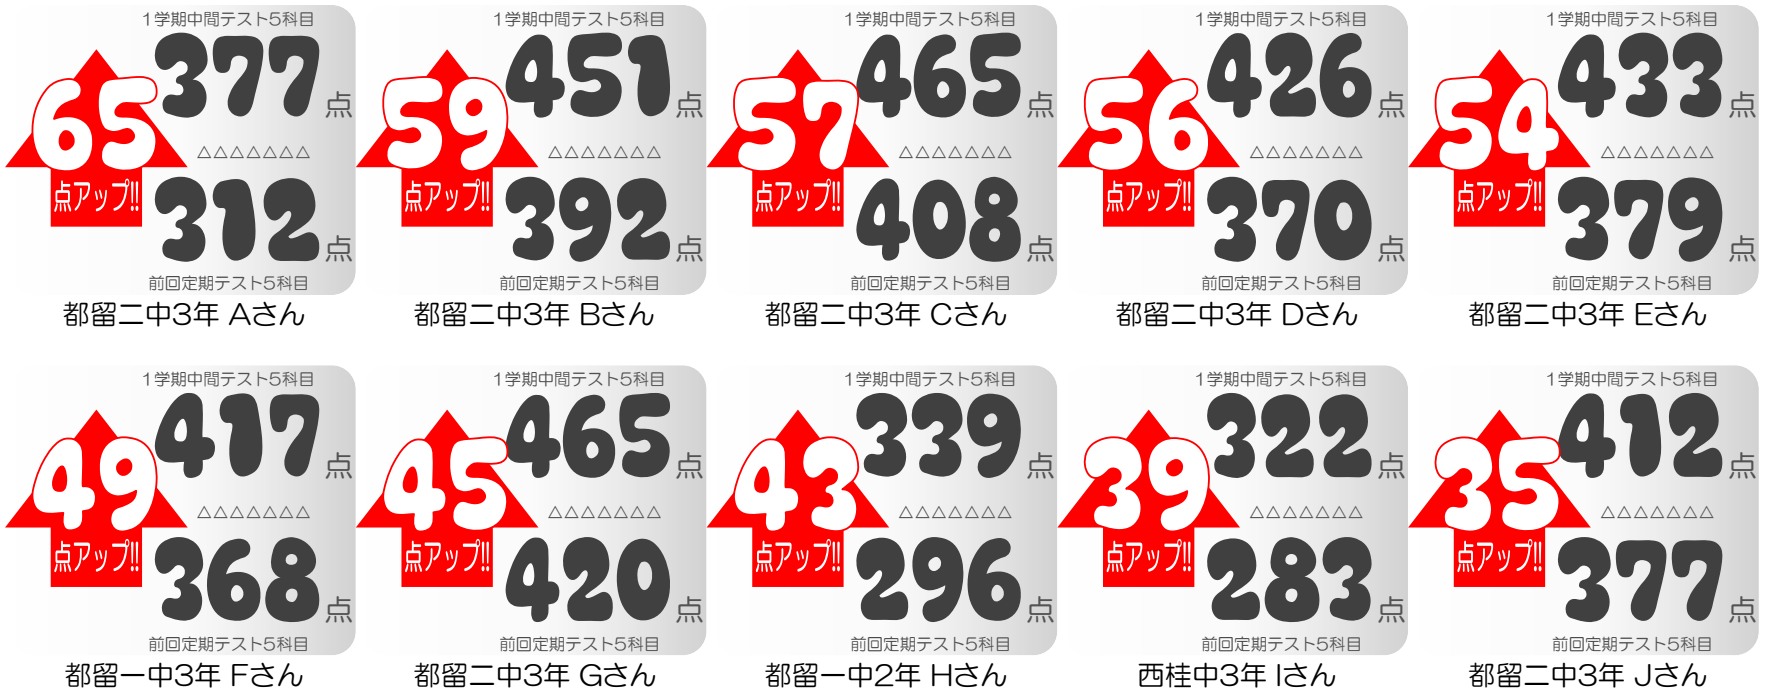 1学期中間テスト5科目
377点
65
点アップ!!
△△△△△△△
312点
前回定期テスト5科目
都留二中3年 Aさん
1学期中間テスト5科目
451点
59
点アップ!!
△△△△△△△
392点
前回定期テスト5科目
都留二中3年 Bさん
1学期中間テスト5科目
465点
57
点アップ!!
△△△△△△△
408点
前回定期テスト5科目
都留二中3年 Cさん
1学期中間テスト5科目
426点
56
点アップ!!
△△△△△△△
370点
前回定期テスト5科目
都留二中3年 Dさん
1学期中間テスト5科目
433点
54
点アップ!!
△△△△△△△
379点
前回定期テスト5科目
都留二中3年 Eさん
1学期中間テスト5科目
417点
49
点アップ!!
△△△△△△△
368点
前回定期テスト5科目
都留一中3年 Fさん
1学期中間テスト5科目
465点
45
点アップ!!
△△△△△△△
420点
前回定期テスト5科目
都留二中3年 Gさん
1学期中間テスト5科目
339点
43
点アップ!!
△△△△△△△
296点
前回定期テスト5科目
都留一中2年 Hさん
1学期中間テスト5科目
322点
39
点アップ!!
△△△△△△△
283点
前回定期テスト5科目
西桂中3年 Iさん
1学期中間テスト5科目
412点
35
点アップ!!
△△△△△△△
377点
前回定期テスト5科目
都留二中3年 Jさん